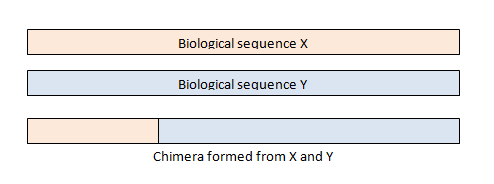 Biological sequence X
Biological sequence Y
Chimera formed from X and Y